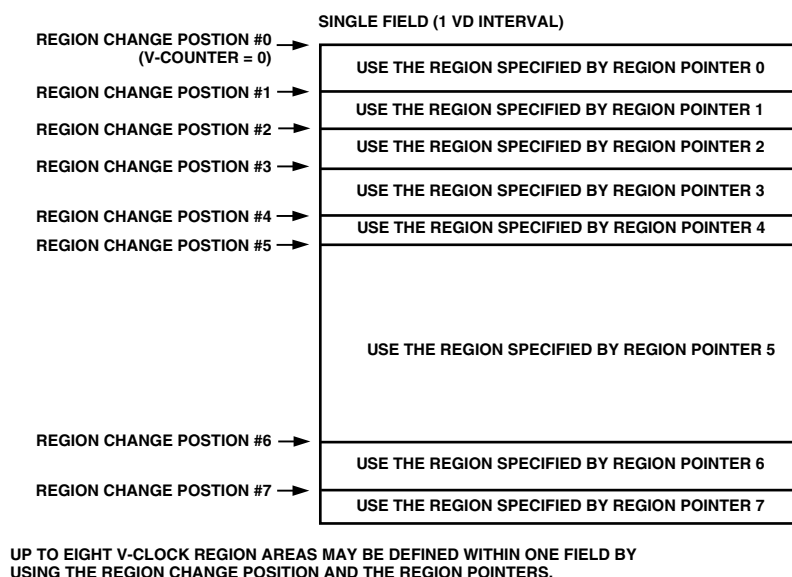 SINGLE FIELD (1 VD INTERVAL)
REGION CHANGE POSTION #0
(V-COUNTER = 0)
USE THE REGION SPECIFIED BY REGION POINTER 0
REGION CHANGE POSTION #1
USE THE REGION SPECIFIED BY REGION POINTER 1
REGION CHANGE POSTION #2
USE THE REGION SPECIFIED BY REGION POINTER 2
REGION CHANGE POSTION #3
USE THE REGION SPECIFIED BY REGION POINTER 3
REGION CHANGE POSTION #4
USE THE REGION SPECIFIED BY REGION POINTER 4
REGION CHANGE POSTION #5
USE THE REGION SPECIFIED BY REGION POINTER 5
REGION CHANGE POSTION #6
USE THE REGION SPECIFIED BY REGION POINTER 6
REGION CHANGE POSTION #7
USE THE REGION SPECIFIED BY REGION POINTER 7
UP TO EIGHT V-CLOCK REGION AREAS MAY BE DEFINED WITHIN ONE FIELD BY
USING THE REGION CHANGE POSITION AND THE REGION POINTERS.